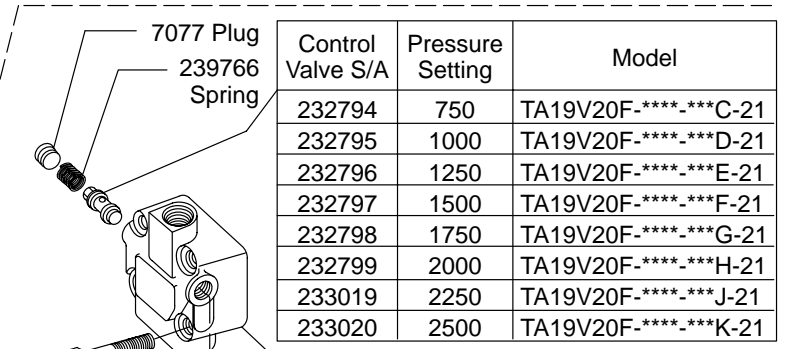 7077 Plug
239766
Spring
Control Valve S/A | Pressure Setting | Model
232794 | 750 | TA19V20F-****-***C-21
232795 | 1000 | TA19V20F-****-***D-21
232796 | 1250 | TA19V20F-****-***E-21
232797 | 1500 | TA19V20F-****-***F-21
232798 | 1750 | TA19V20F-****-***G-21
232799 | 2000 | TA19V20F-****-***H-21
233019 | 2250 | TA19V20F-****-***J-21
233020 | 2500 | TA19V20F-****-***K-21